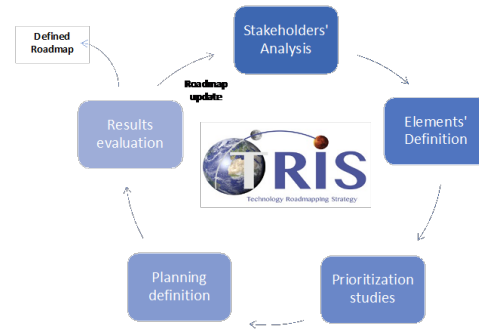 Defined
Roadmap
Stakeholders'
Analysis
Roadmap
update
Results
evaluation
Elements'
Definition
TRIS
Technology Roadmapping Strategy
Planning
definition
Prioritization
studies